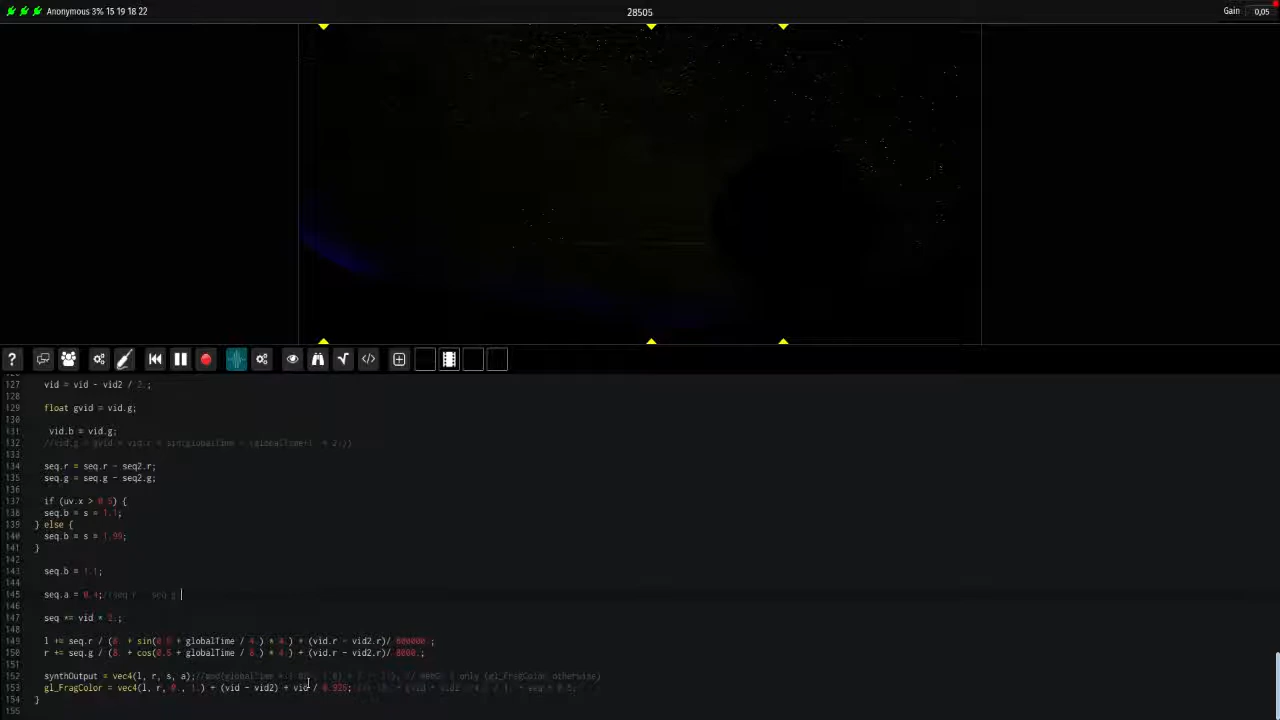 Anonymous 3% 15 19 18 22
28505
Gain 0,05
127 vid = vid - vid2 / 2.;
128
129 float gvid = vid.g;
130
131 vid.b = vid.g;
132
133
134 seq.r = seq.r - seq2.r;
135 seq.g = seq.g - seq2.g;
136
137 if (uv.x > 0.5) {
138 seq.b = s = 1.1;
139 } else {
140 seq.b = s = 1.99;
141 }
142
143 seq.b = 1.1;
144
145 seq.a = 0.4;
146
147 seq *= vid * 2.;
148
149 l += seq.r / (8. + sin(0.5 + globalTime / 4.) * 4.) + (vid.r - vid2.r)/ 800000.;
150 r += seq.g / (8. + cos(0.5 + globalTime / 8.) * 4.) + (vid.r - vid2.r)/ 8000.;
151
152 synthOutput = vec4(l, r, s, a);
153 gl_FragColor = vec4(l, r, 0., 1.) + (vid - vid2) + vid / 0.925;
154 }
155